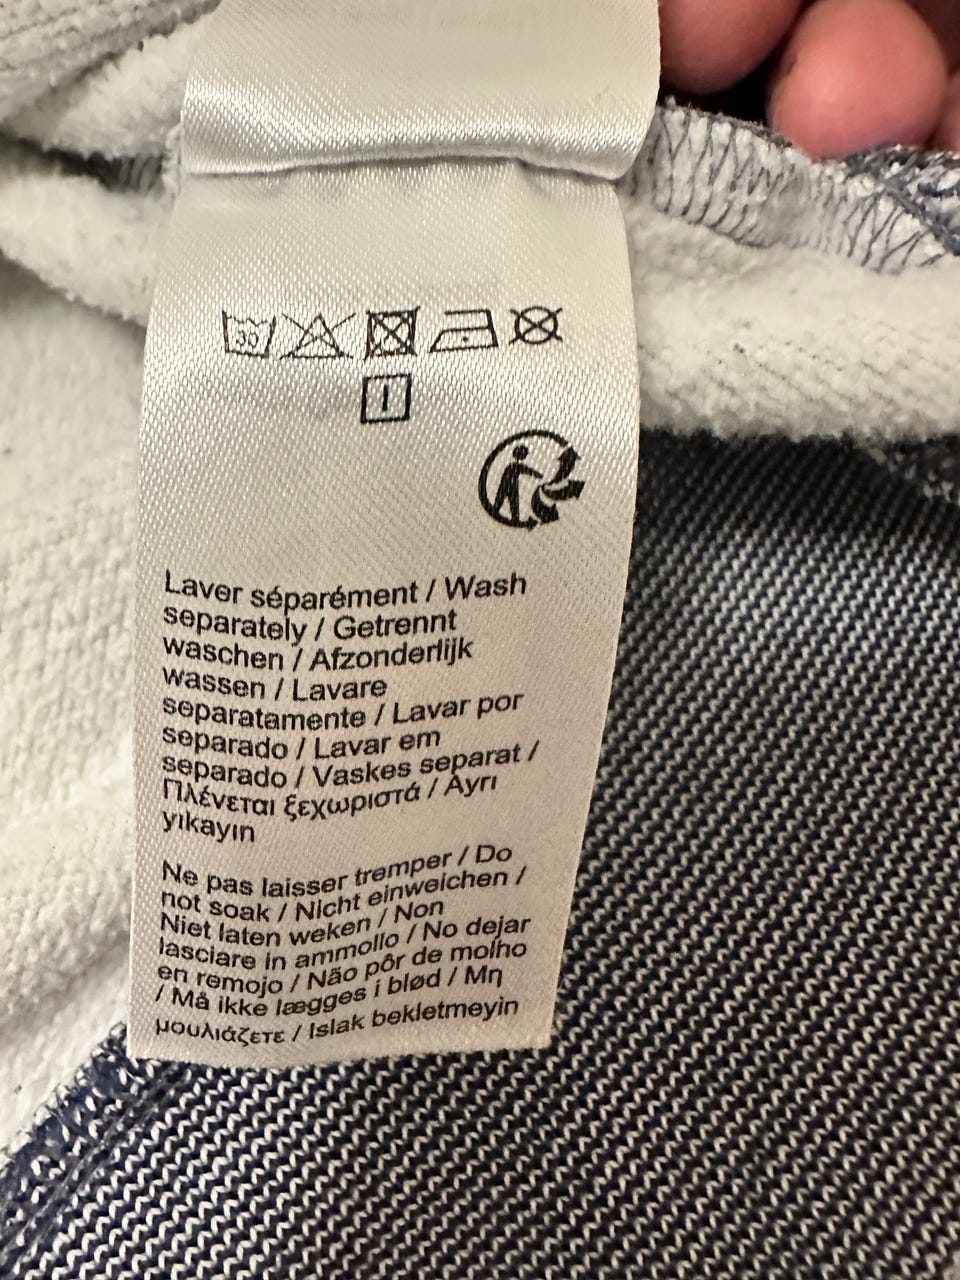 30
Laver séparément / Wash
separately / Getrennt
waschen / Afzonderlijk
wassen / Lavare
separatamente / Lavar por
separado / Lavar em
separado / Vaskes separat /
Πλένεται ξεχωριστά / Ayrı
yıkayın
Ne pas laisser tremper / Do
not soak / Nicht einweichen /
Niet laten weken / Non
lasciare in ammollo / No dejar
en remojo / Não pôr de molho
/ Må ikke lægges i blød / Μη
μουλιάζετε / Islak bekletmeyin